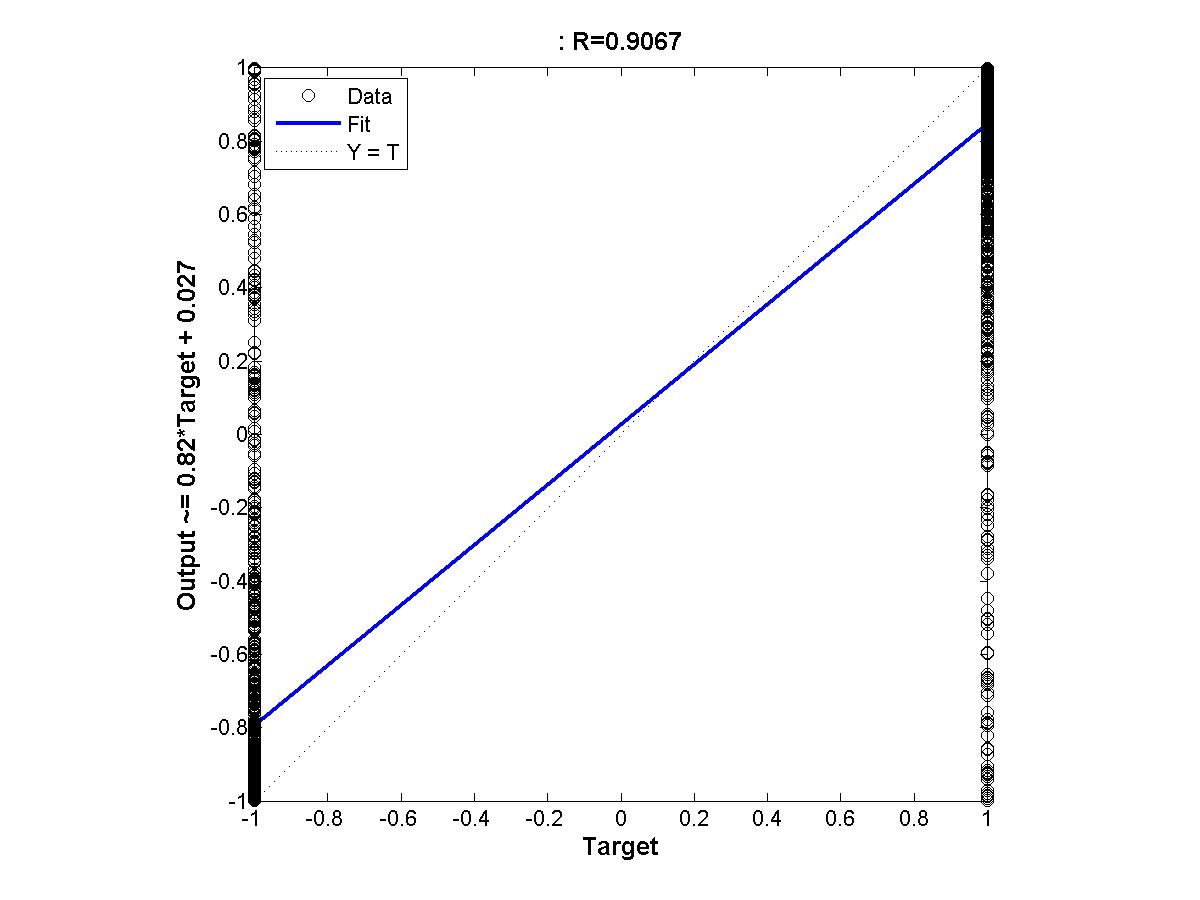 : R=0.9067
Data
Fit
Y = T
1
0.8
0.6
0.4
0.2
0
-0.2
-0.4
-0.6
-0.8
-1
Output ~= 0.82*Target + 0.027
-1 -0.8 -0.6 -0.4 -0.2 0 0.2 0.4 0.6 0.8 1
Target